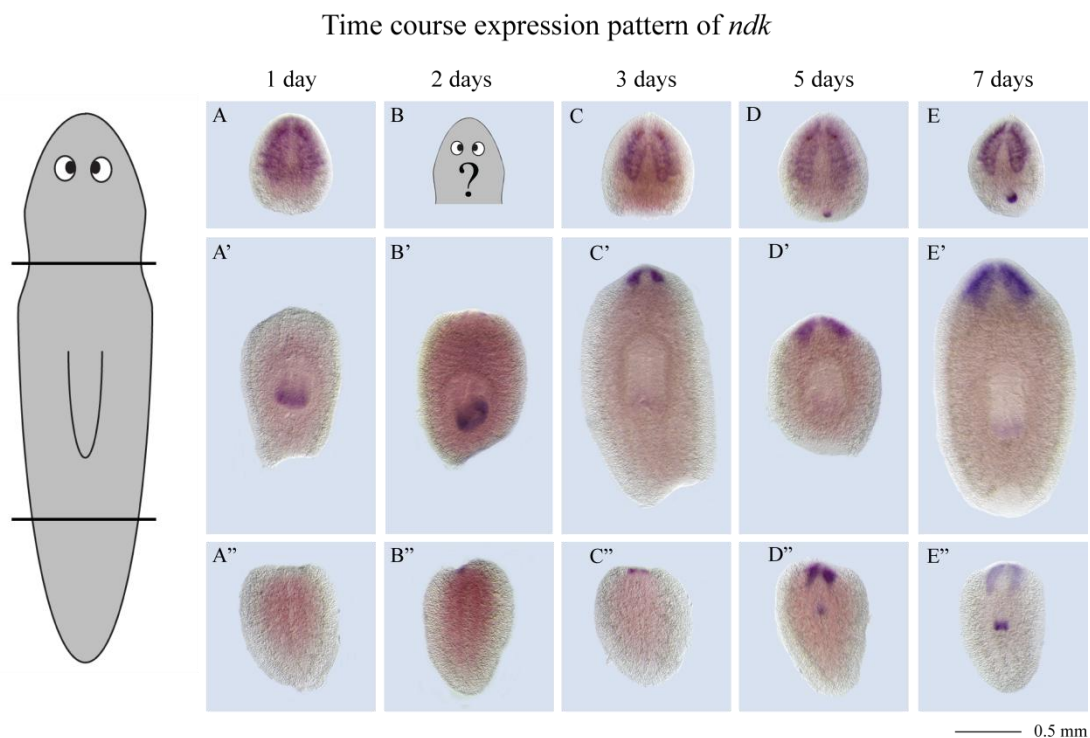 Time course expression pattern of ndk
1 day 2 days 3 days 5 days 7 days
A B C D E
?
A’ B’ C’ D’ E’
A” B” C” D” E”
0.5 mm